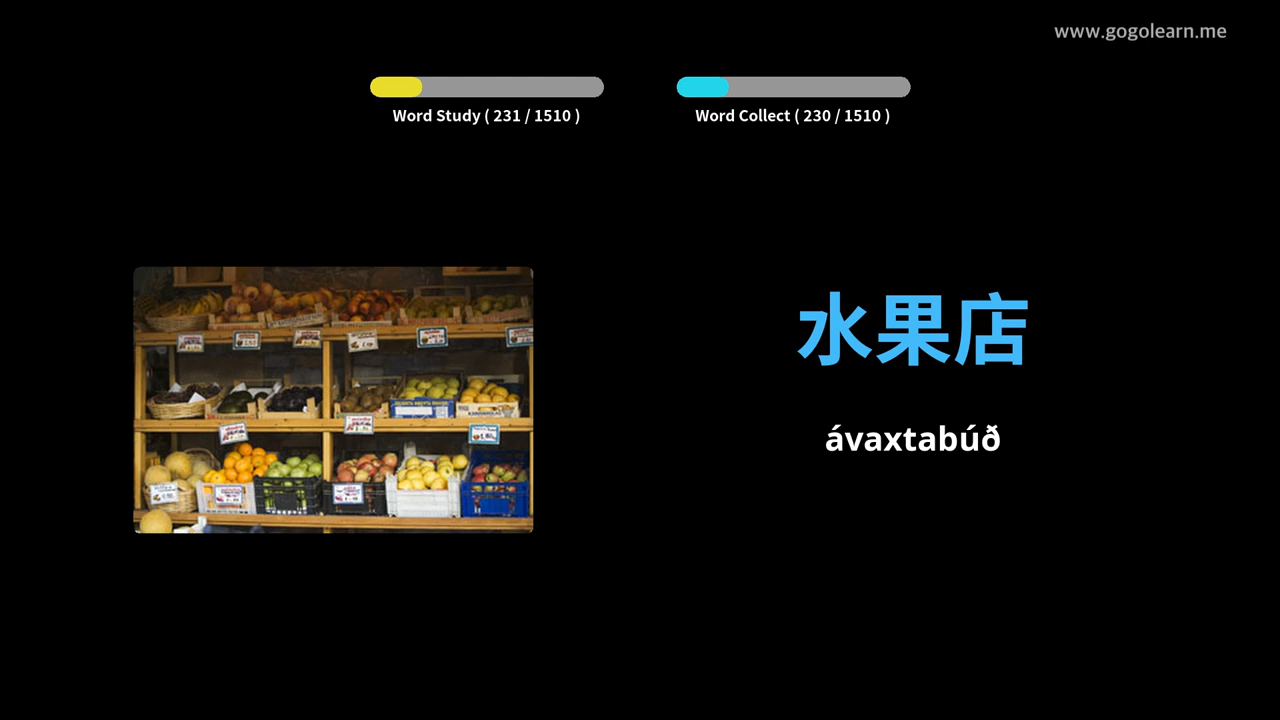 www.gogolearn.me
Word Study ( 231 / 1510 )
Word Collect ( 230 / 1510 )
水果店
ávaxtabúð